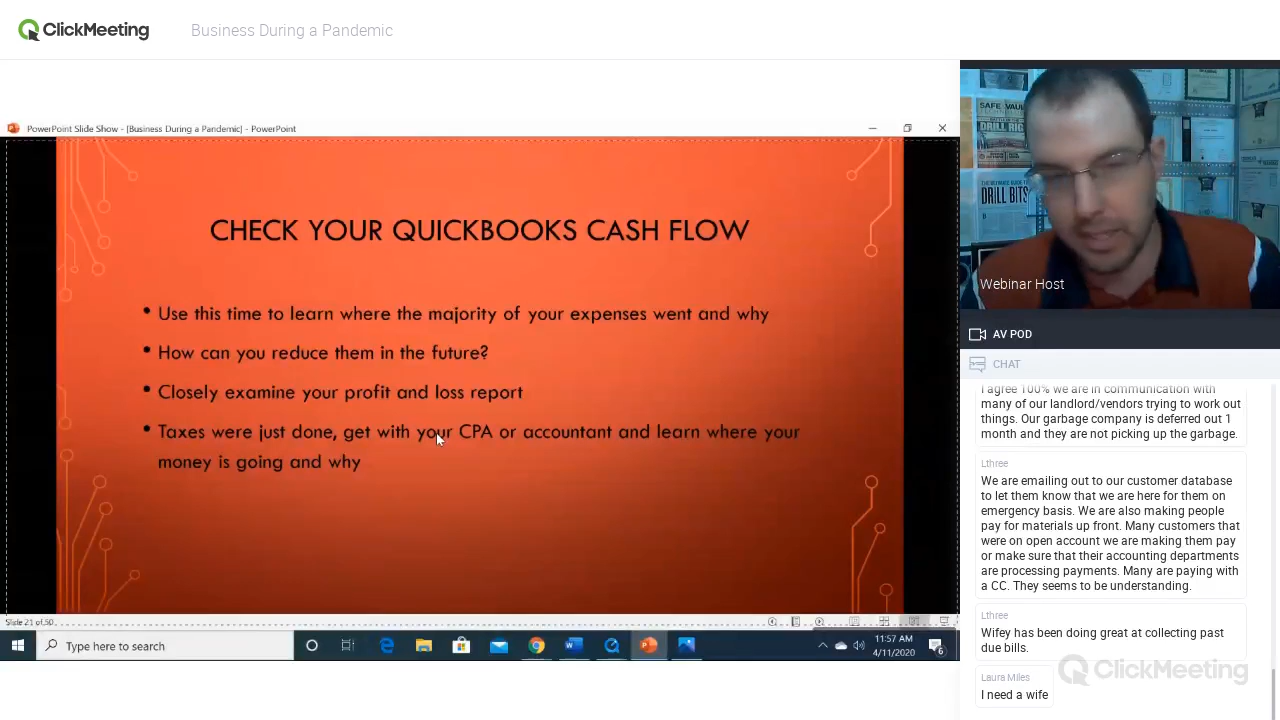 ClickMeeting
Business During a Pandemic
PowerPoint Slide Show - [Business During a Pandemic] - PowerPoint
CHECK YOUR QUICKBOOKS CASH FLOW
• Use this time to learn where the majority of your expenses went and why
• How can you reduce them in the future?
• Closely examine your profit and loss report
• Taxes were just done, get with your CPA or accountant and learn where your
money is going and why
Slide 21 of 50
Type here to search
11:57 AM
4/11/2020
6
SAFE
DRILL
DRILL BITS
Webinar Host
AV POD
CHAT
I agree 100% we are in communication with
many of our landlord/vendors trying to work out
things. Our garbage company is deferred out 1
month and they are not picking up the garbage.
Lthree
We are emailing out to our customer database
to let them know that we are here for them on
emergency basis. We are also making people
pay for materials up front. Many customers that
were on open account we are making them pay
or make sure that their accounting departments
are processing payments. Many are paying with
a CC. They seems to be understanding.
Lthree
Wifey has been doing great at collecting past
due bills.
Laura Miles
I need a wife
ClickMeeting